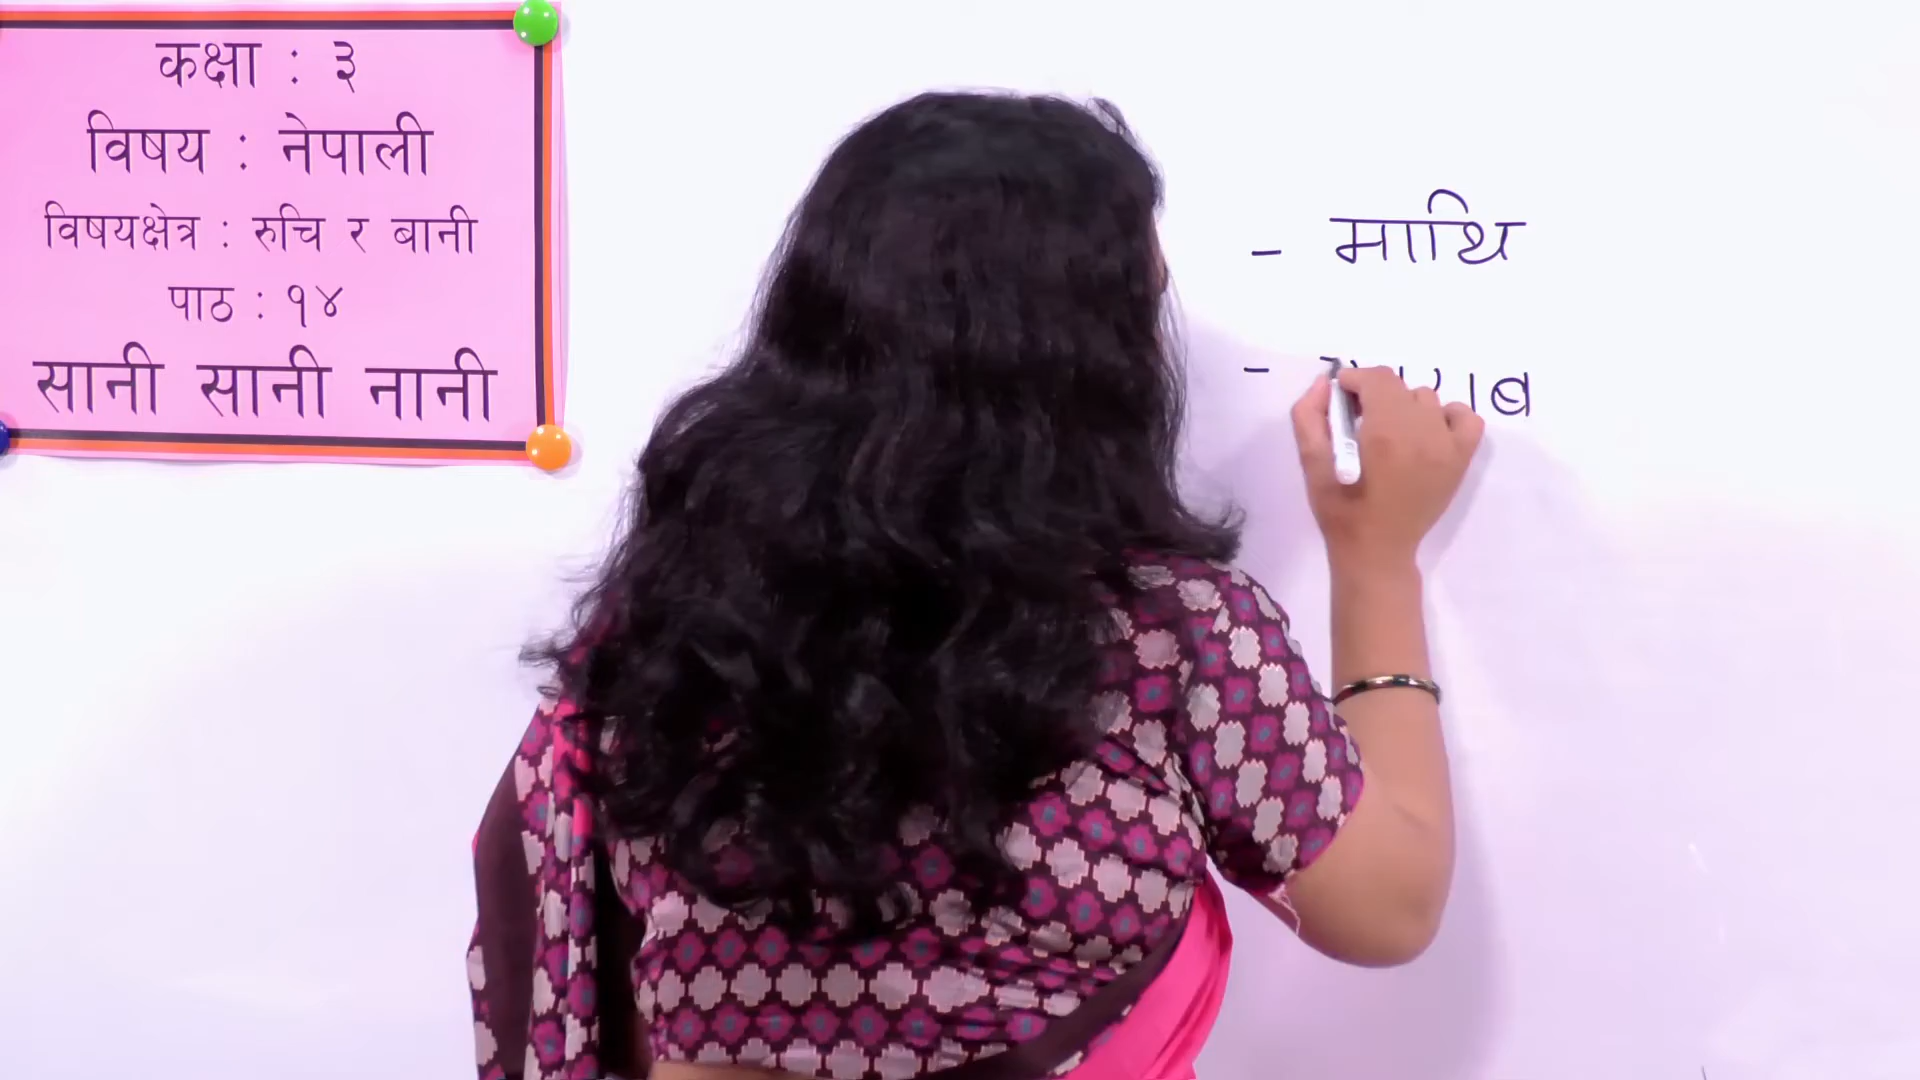 कक्षा : ३
विषय : नेपाली
विषयक्षेत्र : रुचि र बानी
पाठ : १४
सानी सानी नानी
- माथि
-